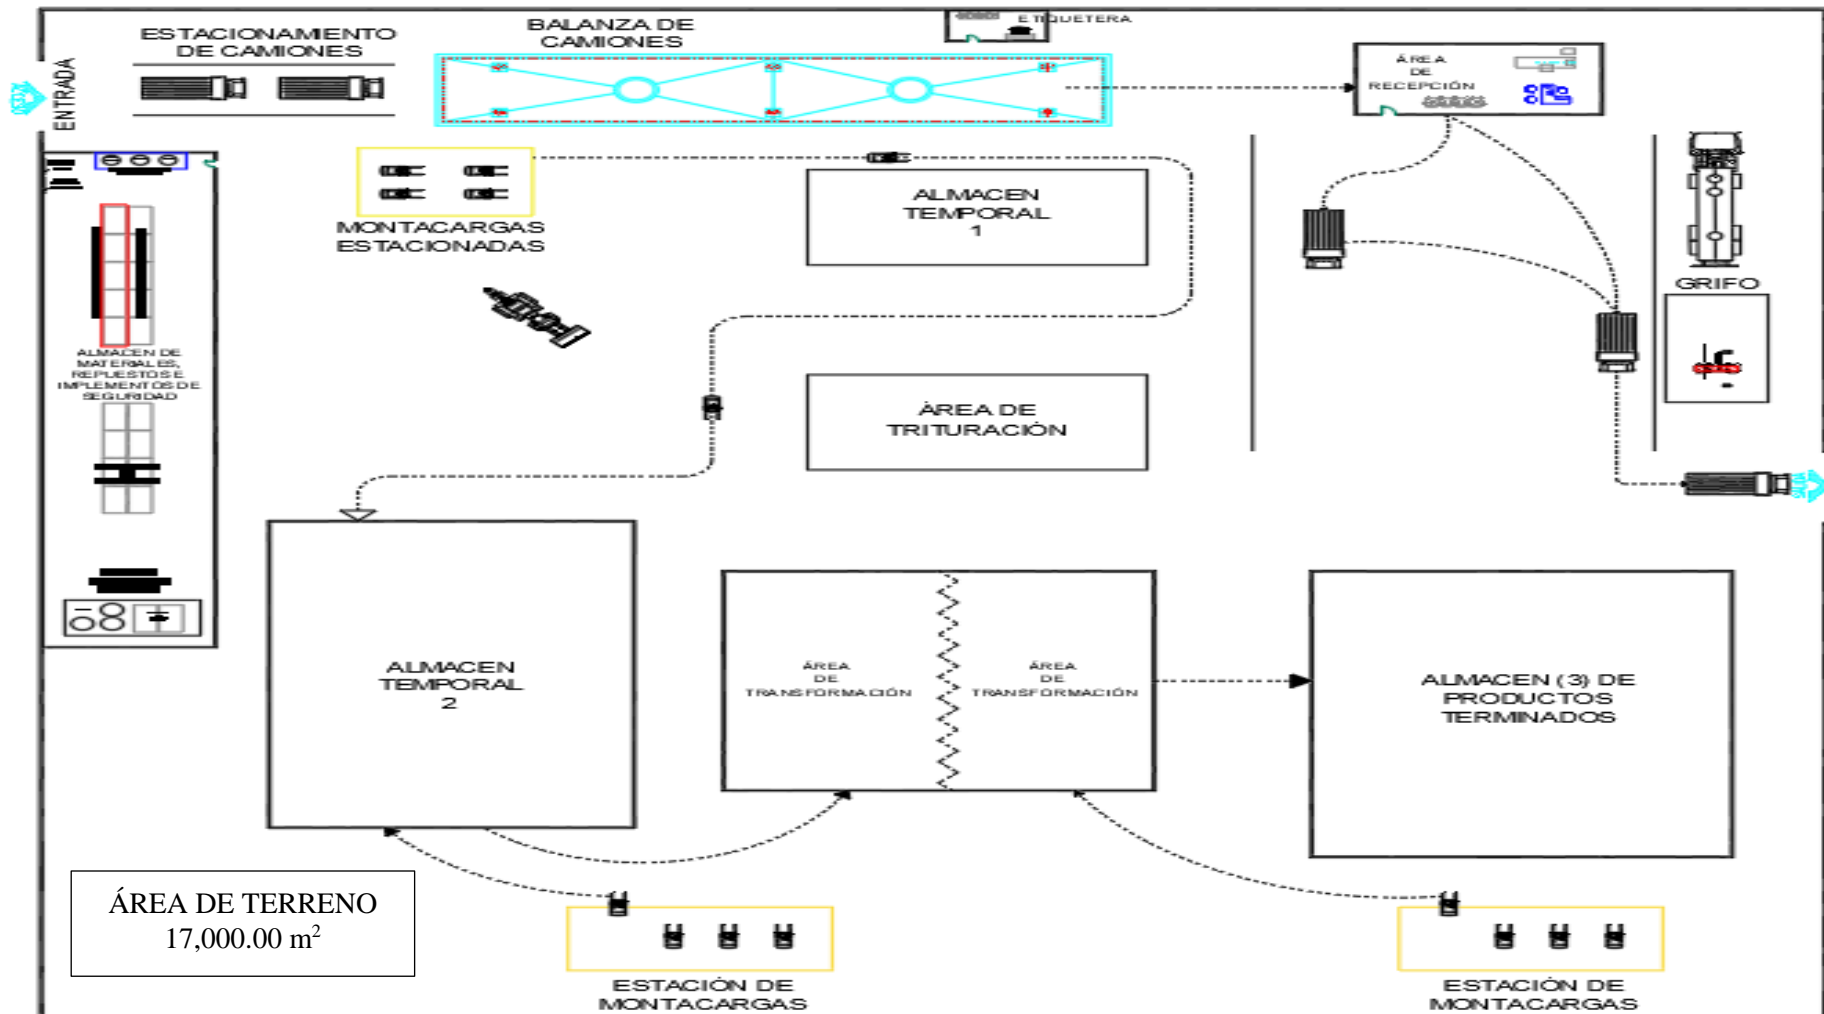 ESTACIONAMIENTO
DE CAMIONES
BALANZA DE
CAMIONES
ETIQUETERA
ENTRADA
ÁREA
DE
RECEPCIÓN
MONTACARGAS
ESTACIONADAS
ALMACEN
TEMPORAL
1
GRIFO
ALMACEN DE
MATERIALES,
REPUESTOS E
IMPLEMENTOS DE
SEGURIDAD
ÁREA DE
TRITURACIÓN
SALIDA
ALMACEN
TEMPORAL
2
ÁREA
DE
TRANSFORMACIÓN
ÁREA
DE
TRANSFORMACIÓN
ALMACEN (3) DE
PRODUCTOS
TERMINADOS
ÁREA DE TERRENO
17,000.00 m²
ESTACIÓN DE
MONTACARGAS
ESTACIÓN DE
MONTACARGAS